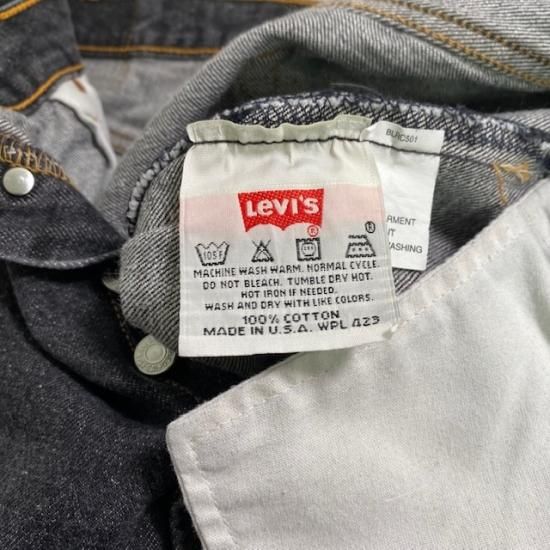 BLKC501
Levi's
®
®
105F
MACHINE WASH WARM. NORMAL CYCLE.
DO NOT BLEACH. TUMBLE DRY HOT.
HOT IRON IF NEEDED.
WASH AND DRY WITH LIKE COLORS.
100% COTTON
MADE IN U.S.A. WPL 423
RMENT
T
ASHING